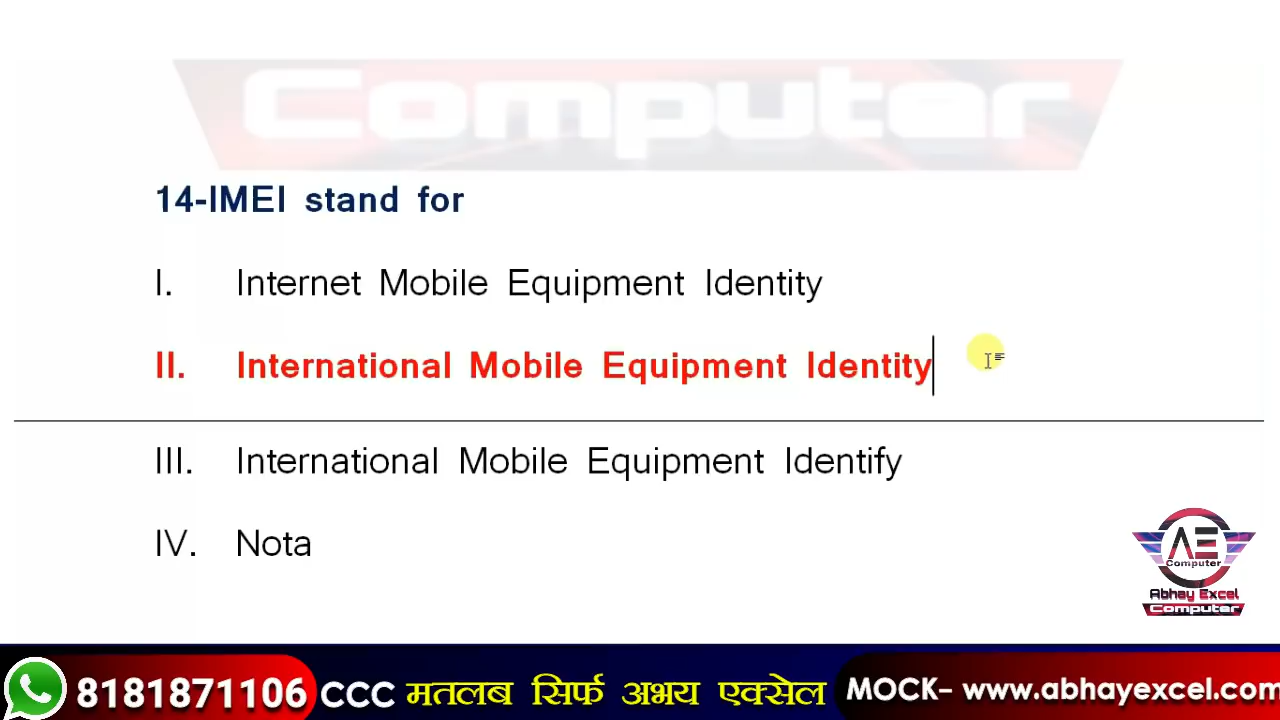 Computer
14-IMEI stand for
I. Internet Mobile Equipment Identity
II. International Mobile Equipment Identity
III. International Mobile Equipment Identify
IV. Nota
AE
Computer
Abhay Excel
Computer
8181871106 CCC मतलब सिर्फ अभय एक्सेल MOCK- www.abhayexcel.com